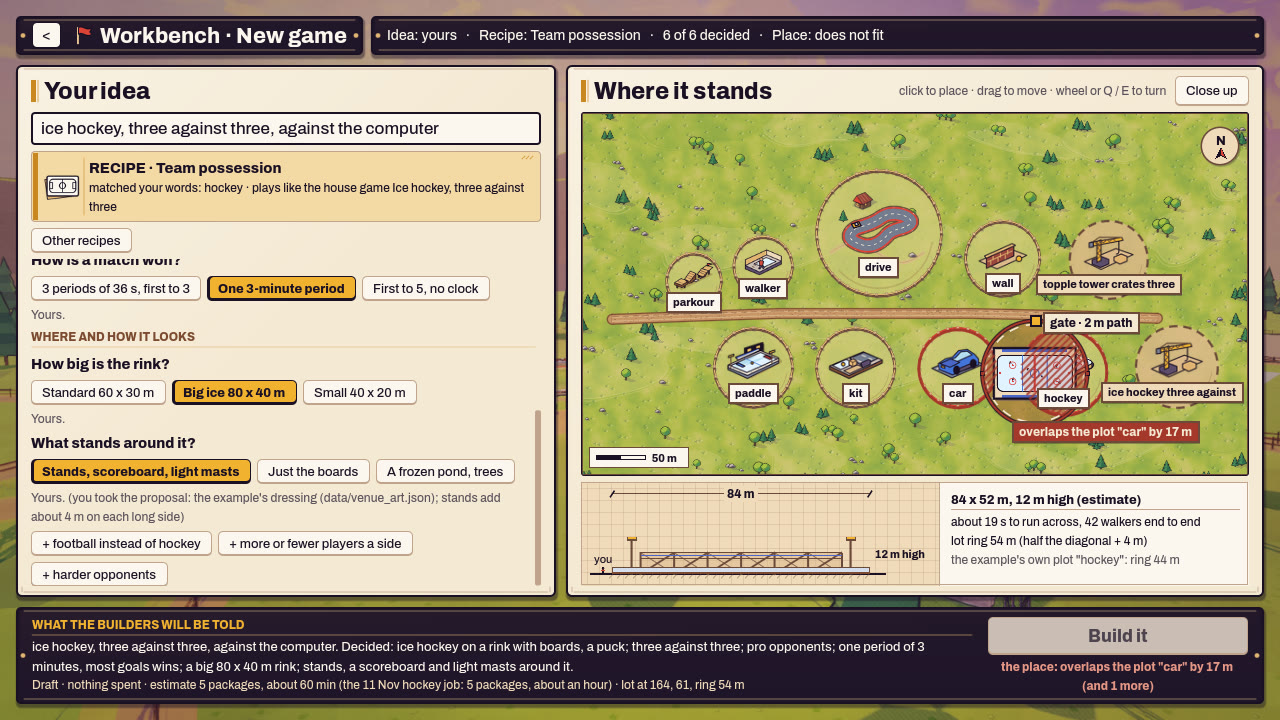 <
Workbench · New game
Idea: yours · Recipe: Team possession · 6 of 6 decided · Place: does not fit
Your idea
ice hockey, three against three, against the computer
RECIPE · Team possession
matched your words: hockey · plays like the house game Ice hockey, three against
three
Other recipes
How is a match won?
3 periods of 36 s, first to 3
One 3-minute period
First to 5, no clock
Yours.
WHERE AND HOW IT LOOKS
How big is the rink?
Standard 60 x 30 m
Big ice 80 x 40 m
Small 40 x 20 m
Yours.
What stands around it?
Stands, scoreboard, light masts
Just the boards
A frozen pond, trees
Yours. (you took the proposal: the example's dressing (data/venue_art.json); stands add
about 4 m on each long side)
+ football instead of hockey
+ more or fewer players a side
+ harder opponents
Where it stands
click to place · drag to move · wheel or Q / E to turn
Close up
N
drive
walker
wall
parkour
topple tower crates three
gate · 2 m path
paddle
kit
car
hockey
ice hockey three against
overlaps the plot "car" by 17 m
50 m
84 m
you
12 m high
84 x 52 m, 12 m high (estimate)
about 19 s to run across, 42 walkers end to end
lot ring 54 m (half the diagonal + 4 m)
the example's own plot "hockey": ring 44 m
WHAT THE BUILDERS WILL BE TOLD
ice hockey, three against three, against the computer. Decided: ice hockey on a rink with boards, a puck; three against three; pro opponents; one period of 3
minutes, most goals wins; a big 80 x 40 m rink; stands, a scoreboard and light masts around it.
Draft · nothing spent · estimate 5 packages, about 60 min (the 11 Nov hockey job: 5 packages, about an hour) · lot at 164, 61, ring 54 m
Build it
the place: overlaps the plot "car" by 17 m
(and 1 more)